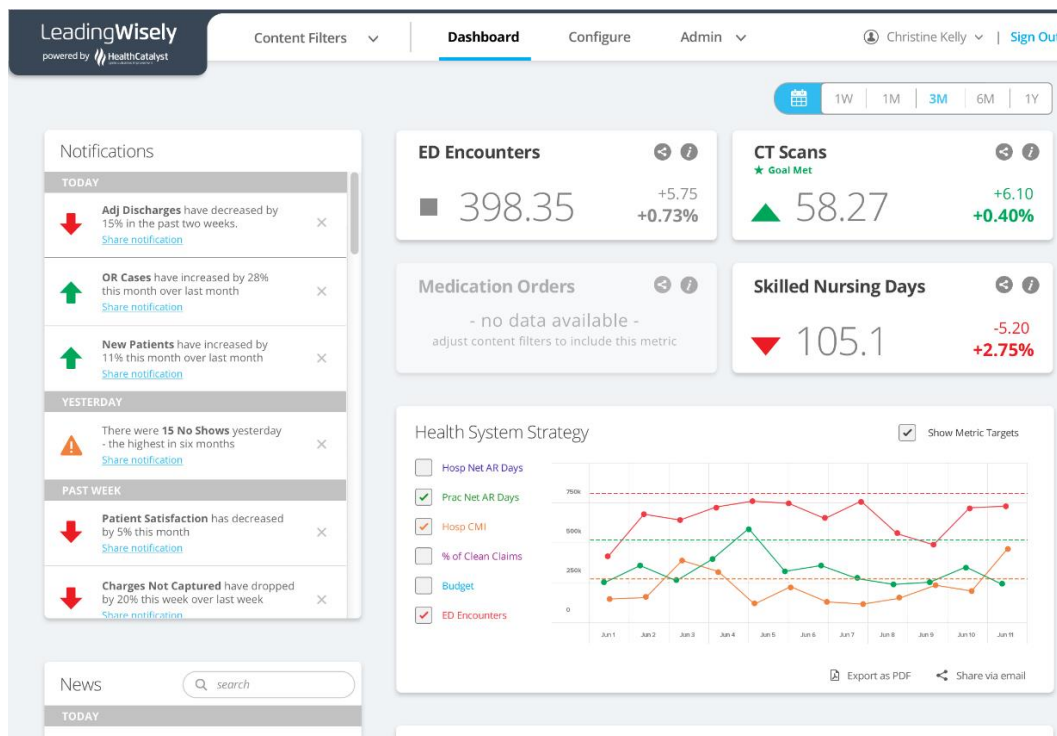 LeadingWisely
powered by HealthCatalyst
Content Filters
Dashboard
Configure
Admin
Christine Kelly | Sign Out
1W 1M 3M 6M 1Y
Notifications
TODAY
Adj Discharges have decreased by
15% in the past two weeks.
Share notification
OR Cases have increased by 28%
this month over last month
Share notification
New Patients have increased by
11% this month over last month
Share notification
YESTERDAY
There were 15 No Shows yesterday
- the highest in six months
Share notification
PAST WEEK
Patient Satisfaction has decreased
by 5% this month
Share notification
Charges Not Captured have dropped
by 20% this week over last week
Share notification
News
search
TODAY
ED Encounters
398.35
+5.75
+0.73%
CT Scans
Goal Met
58.27
+6.10
+0.40%
Medication Orders
- no data available -
adjust content filters to include this metric
Skilled Nursing Days
105.1
-5.20
+2.75%
Health System Strategy
Show Metric Targets
Hosp Net AR Days
Prac Net AR Days
Hosp CMI
% of Clean Claims
Budget
ED Encounters
750k
500k
250k
0
Jun 1 Jun 2 Jun 3 Jun 4 Jun 5 Jun 6 Jun 7 Jun 8 Jun 9 Jun 10 Jun 11
Export as PDF
Share via email